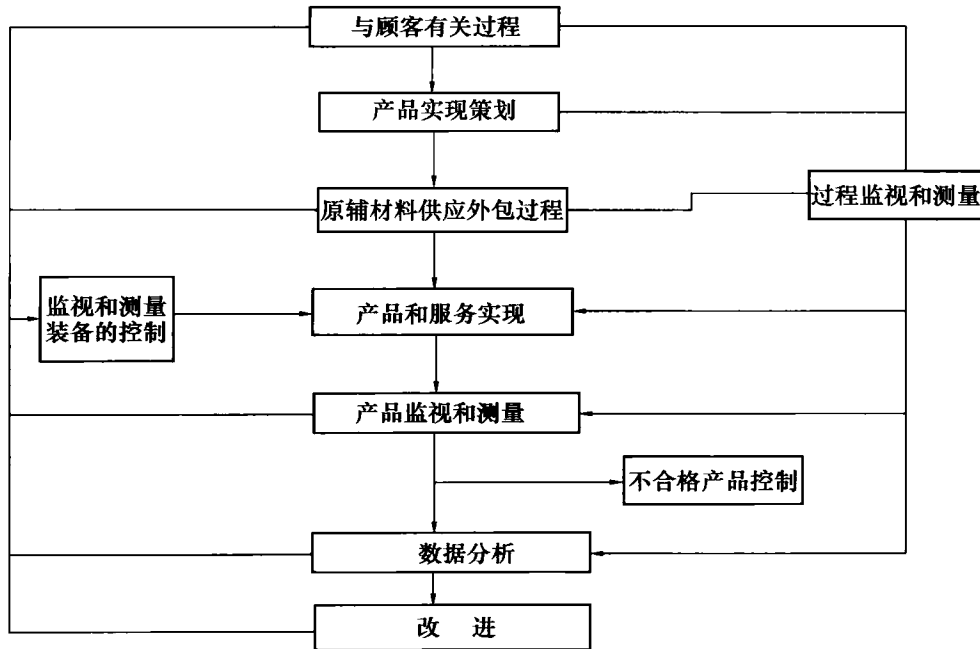 与顾客有关过程
产品实现策划
原辅材料供应外包过程
过程监视和测量
监视和测量
装备的控制
产品和服务实现
产品监视和测量
不合格产品控制
数据分析
改 进